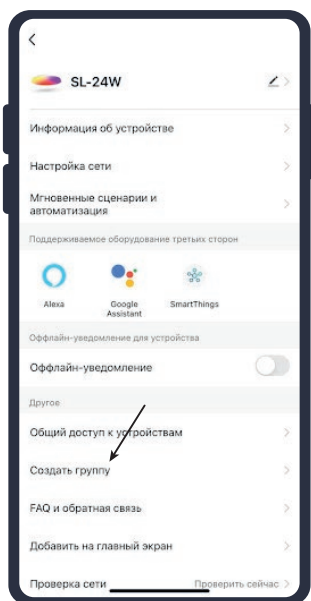 SL-24W
Информация об устройстве
Настройка сети
Мгновенные сценарии и
автоматизация
Поддерживаемое оборудование третьих сторон
Alexa
Google
Assistant
SmartThings
Оффлайн-уведомление для устройства
Оффлайн-уведомление
Другое
Общий доступ к устройствам
Создать группу
FAQ и обратная связь
Добавить на главный экран
Проверка сети Проверить сейчас